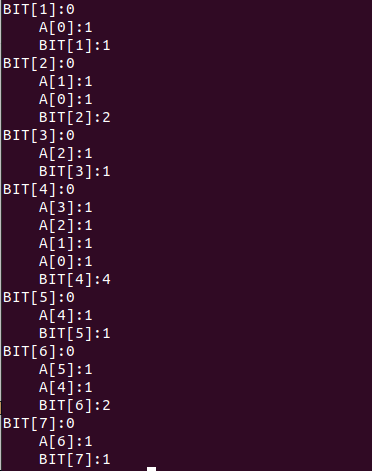 BIT[1]:0
A[0]:1
BIT[1]:1
BIT[2]:0
A[1]:1
A[0]:1
BIT[2]:2
BIT[3]:0
A[2]:1
BIT[3]:1
BIT[4]:0
A[3]:1
A[2]:1
A[1]:1
A[0]:1
BIT[4]:4
BIT[5]:0
A[4]:1
BIT[5]:1
BIT[6]:0
A[5]:1
A[4]:1
BIT[6]:2
BIT[7]:0
A[6]:1
BIT[7]:1